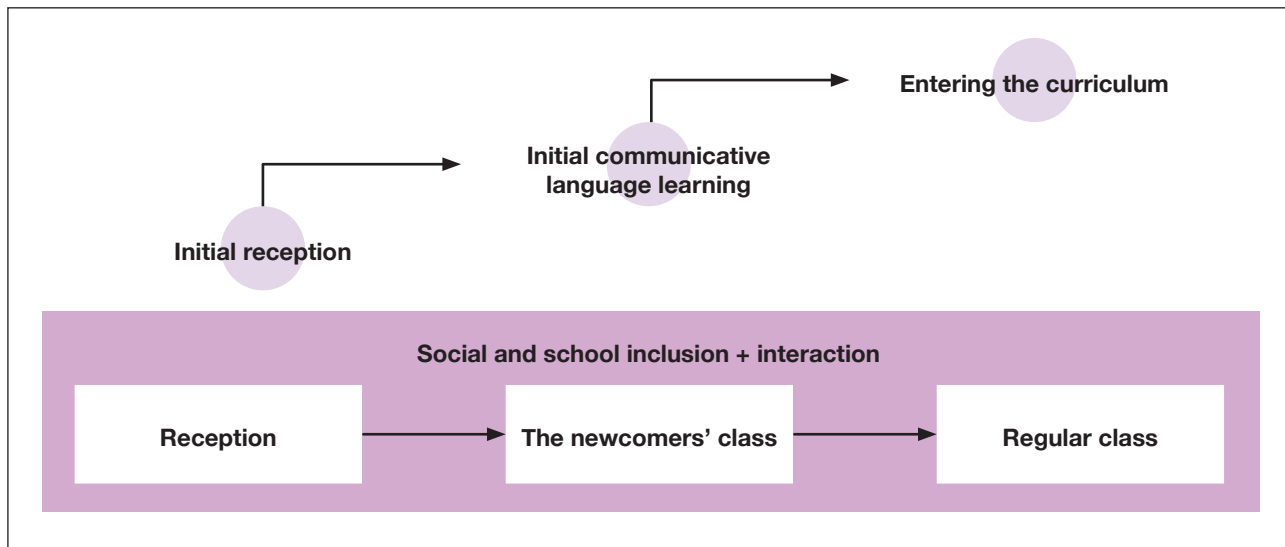 Entering the curriculum
Initial communicative
language learning
Initial reception
Social and school inclusion + interaction
Reception
The newcomers’ class
Regular class